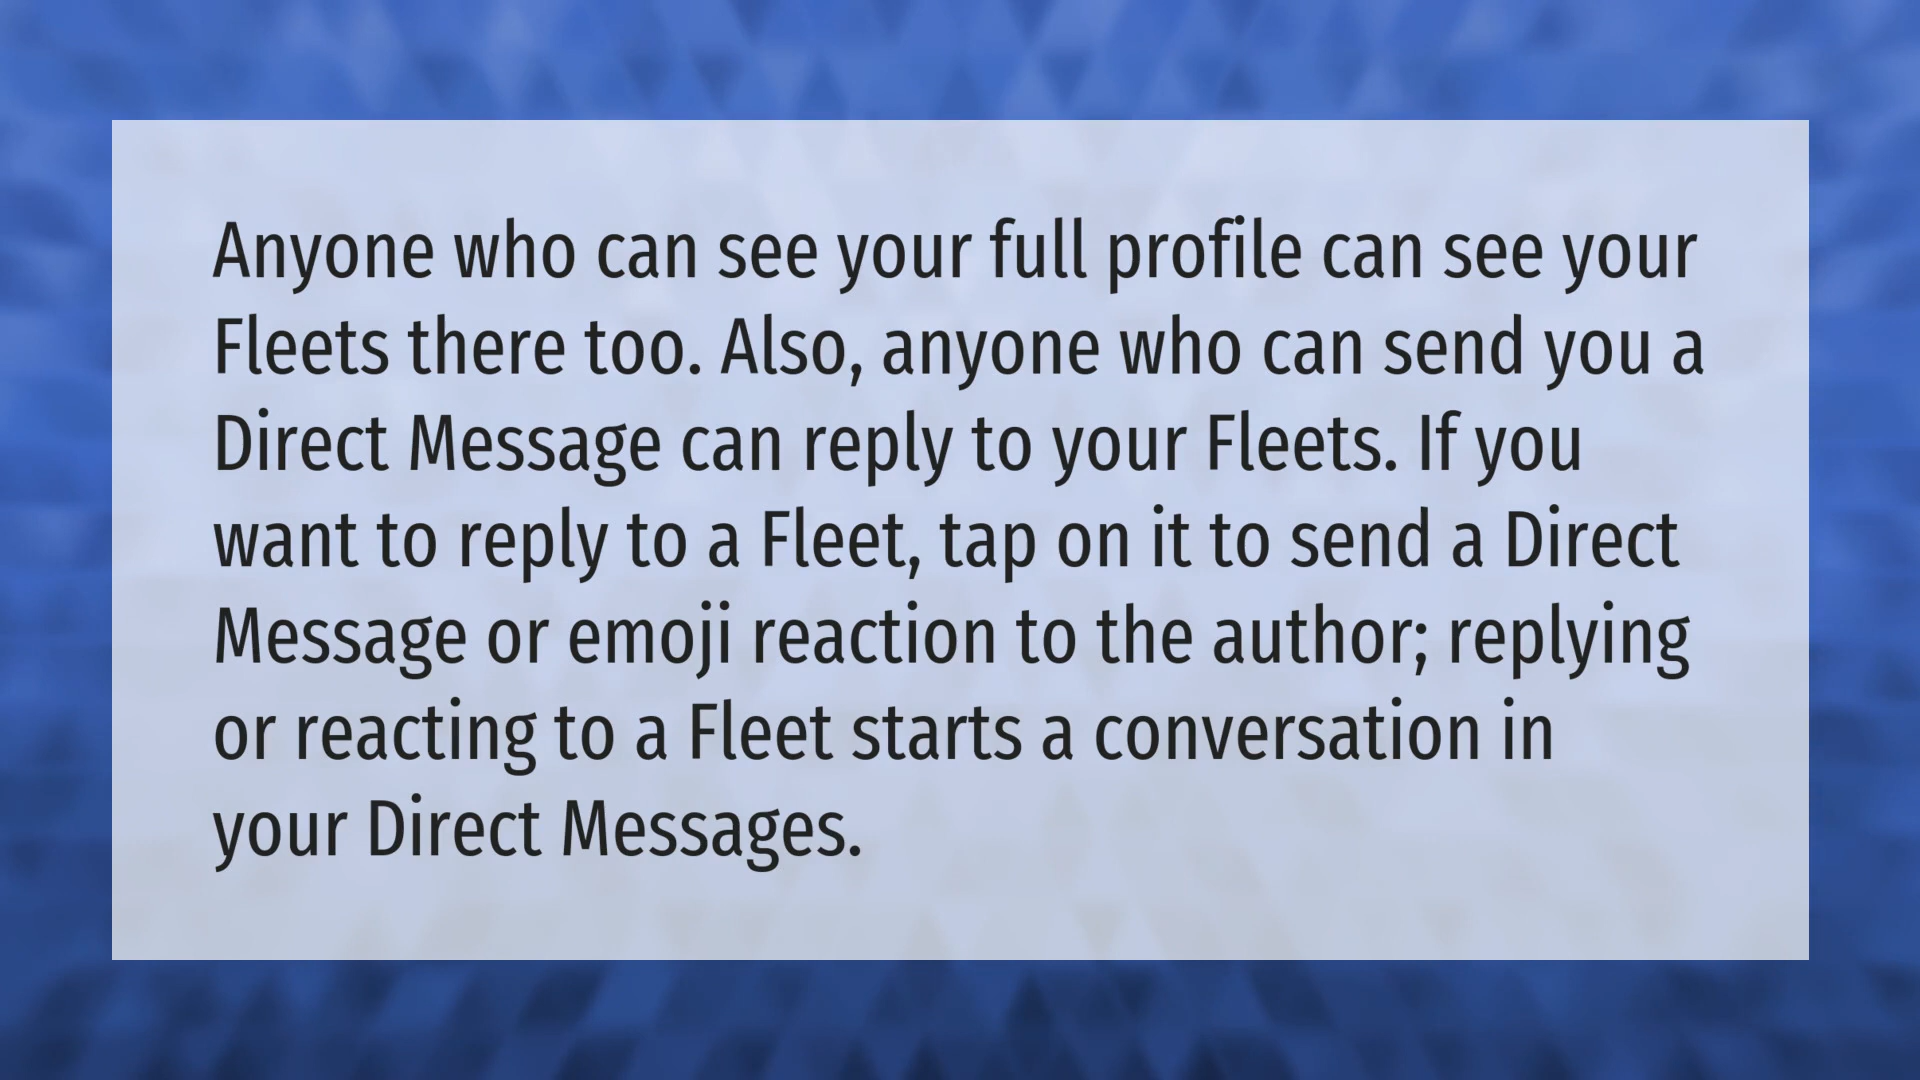 Anyone who can see your full profile can see your
Fleets there too. Also, anyone who can send you a
Direct Message can reply to your Fleets. If you
want to reply to a Fleet, tap on it to send a Direct
Message or emoji reaction to the author; replying
or reacting to a Fleet starts a conversation in
your Direct Messages.